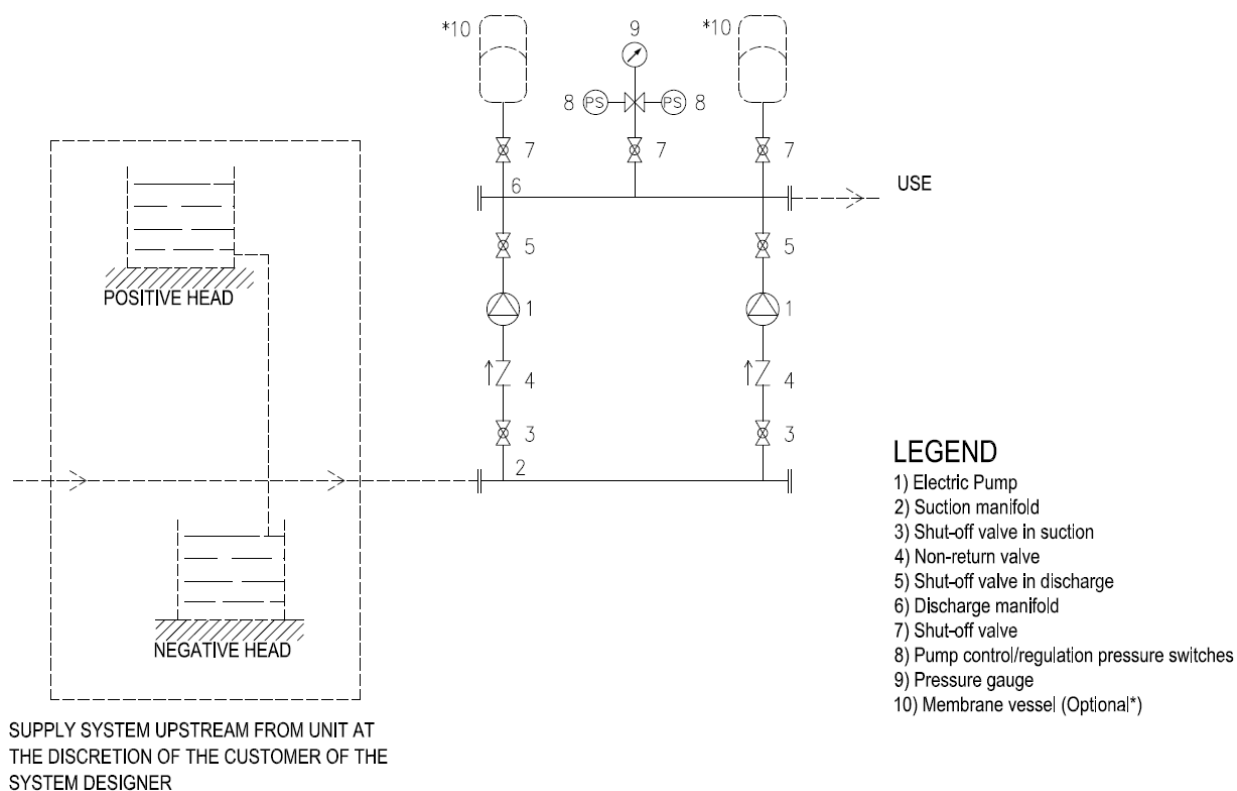 *10
9
*10
8 PS PS 8
7 7 7
6
USE
5 5
POSITIVE HEAD
1 1
4 4
3 3
2
NEGATIVE HEAD
LEGEND
1) Electric Pump
2) Suction manifold
3) Shut-off valve in suction
4) Non-return valve
5) Shut-off valve in discharge
6) Discharge manifold
7) Shut-off valve
8) Pump control/regulation pressure switches
9) Pressure gauge
10) Membrane vessel (Optional*)
SUPPLY SYSTEM UPSTREAM FROM UNIT AT
THE DISCRETION OF THE CUSTOMER OF THE
SYSTEM DESIGNER